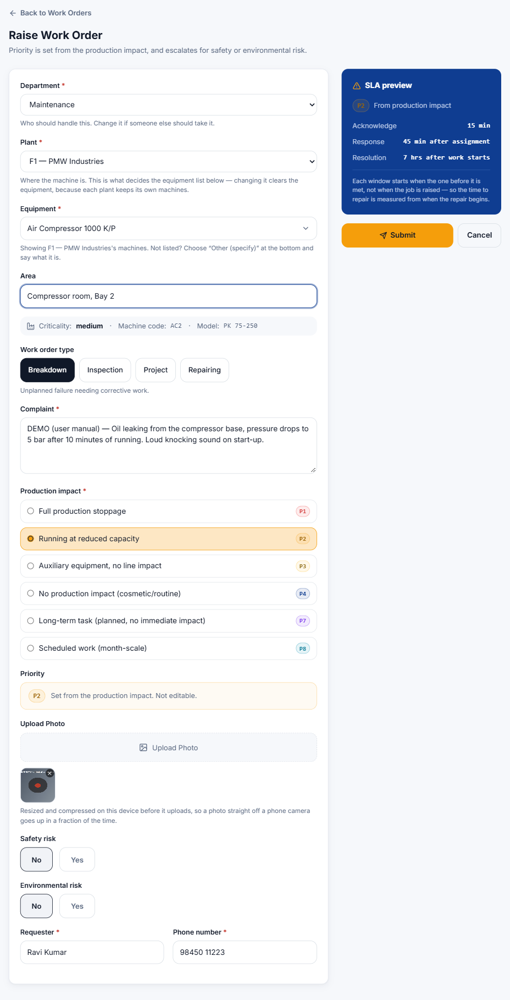 Back to Work Orders
Raise Work Order
Priority is set from the production impact, and escalates for safety or environmental risk.
Department *
Maintenance
Who should handle this. Change it if someone else should take it.
Plant *
F1 — PMW Industries
Where the machine is. This is what decides the equipment list below — changing it clears the
equipment, because each plant keeps its own machines.
Equipment *
Air Compressor 1000 K/P
Showing F1 — PMW Industries's machines. Not listed? Choose “Other (specify)” at the bottom and
say what it is.
Area
Compressor room, Bay 2
Criticality: medium · Machine code: AC2 · Model: PK 75-250
Work order type
Breakdown Inspection Project Repairing
Unplanned failure needing corrective work.
Complaint *
DEMO (user manual) — Oil leaking from the compressor base, pressure drops to
5 bar after 10 minutes of running. Loud knocking sound on start-up.
Production impact *
Full production stoppage P1
Running at reduced capacity P2
Auxiliary equipment, no line impact P3
No production impact (cosmetic/routine) P4
Long-term task (planned, no immediate impact) P7
Scheduled work (month-scale) P8
Priority
P2 Set from the production impact. Not editable.
Upload Photo
Upload Photo
Resized and compressed on this device before it uploads, so a photo straight off a phone camera
goes up in a fraction of the time.
Safety risk
No Yes
Environmental risk
No Yes
Requester * Phone number *
Ravi Kumar 98450 11223
SLA preview
P2 From production impact
Acknowledge 15 min
Response 45 min after assignment
Resolution 7 hrs after work starts
Each window starts when the one before it is
met, not when the job is raised — so the time to
repair is measured from when the repair begins.
Submit Cancel